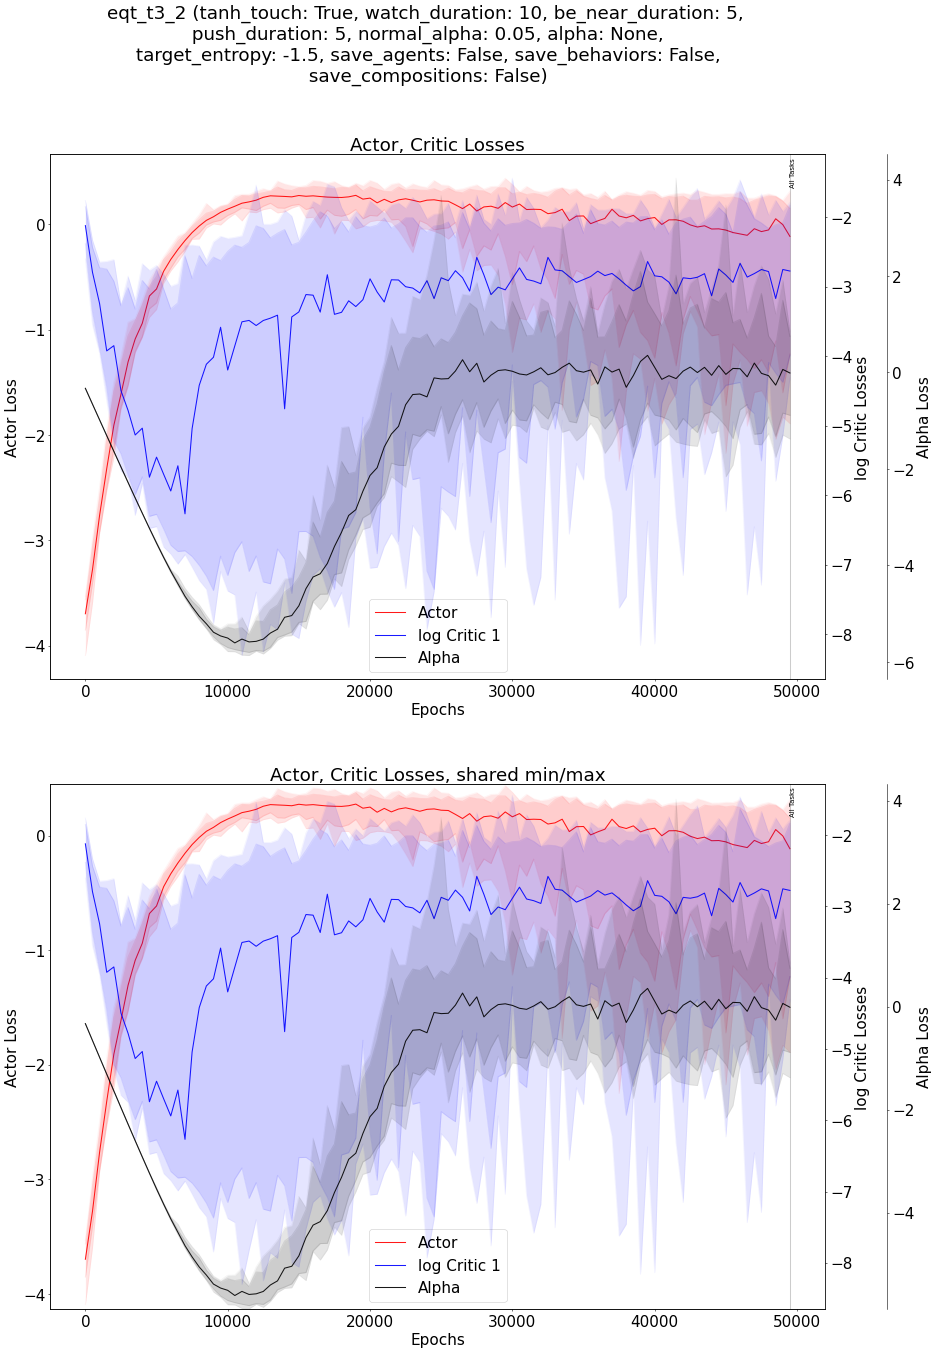 eqt_t3_2 (tanh_touch: True, watch_duration: 10, be_near_duration: 5,
push_duration: 5, normal_alpha: 0.05, alpha: None,
target_entropy: -1.5, save_agents: False, save_behaviors: False,
save_compositions: False)
Actor, Critic Losses
All Tasks
0
−1
−2
−3
−4
Actor Loss
−2
−3
−4
−5
−6
−7
−8
log Critic Losses
4
2
0
−2
−4
−6
Alpha Loss
Actor
log Critic 1
Alpha
0 10000 20000 30000 40000 50000
Epochs
Actor, Critic Losses, shared min/max
All Tasks
0
−1
−2
−3
−4
Actor Loss
−2
−3
−4
−5
−6
−7
−8
log Critic Losses
4
2
0
−2
−4
Alpha Loss
Actor
log Critic 1
Alpha
0 10000 20000 30000 40000 50000
Epochs